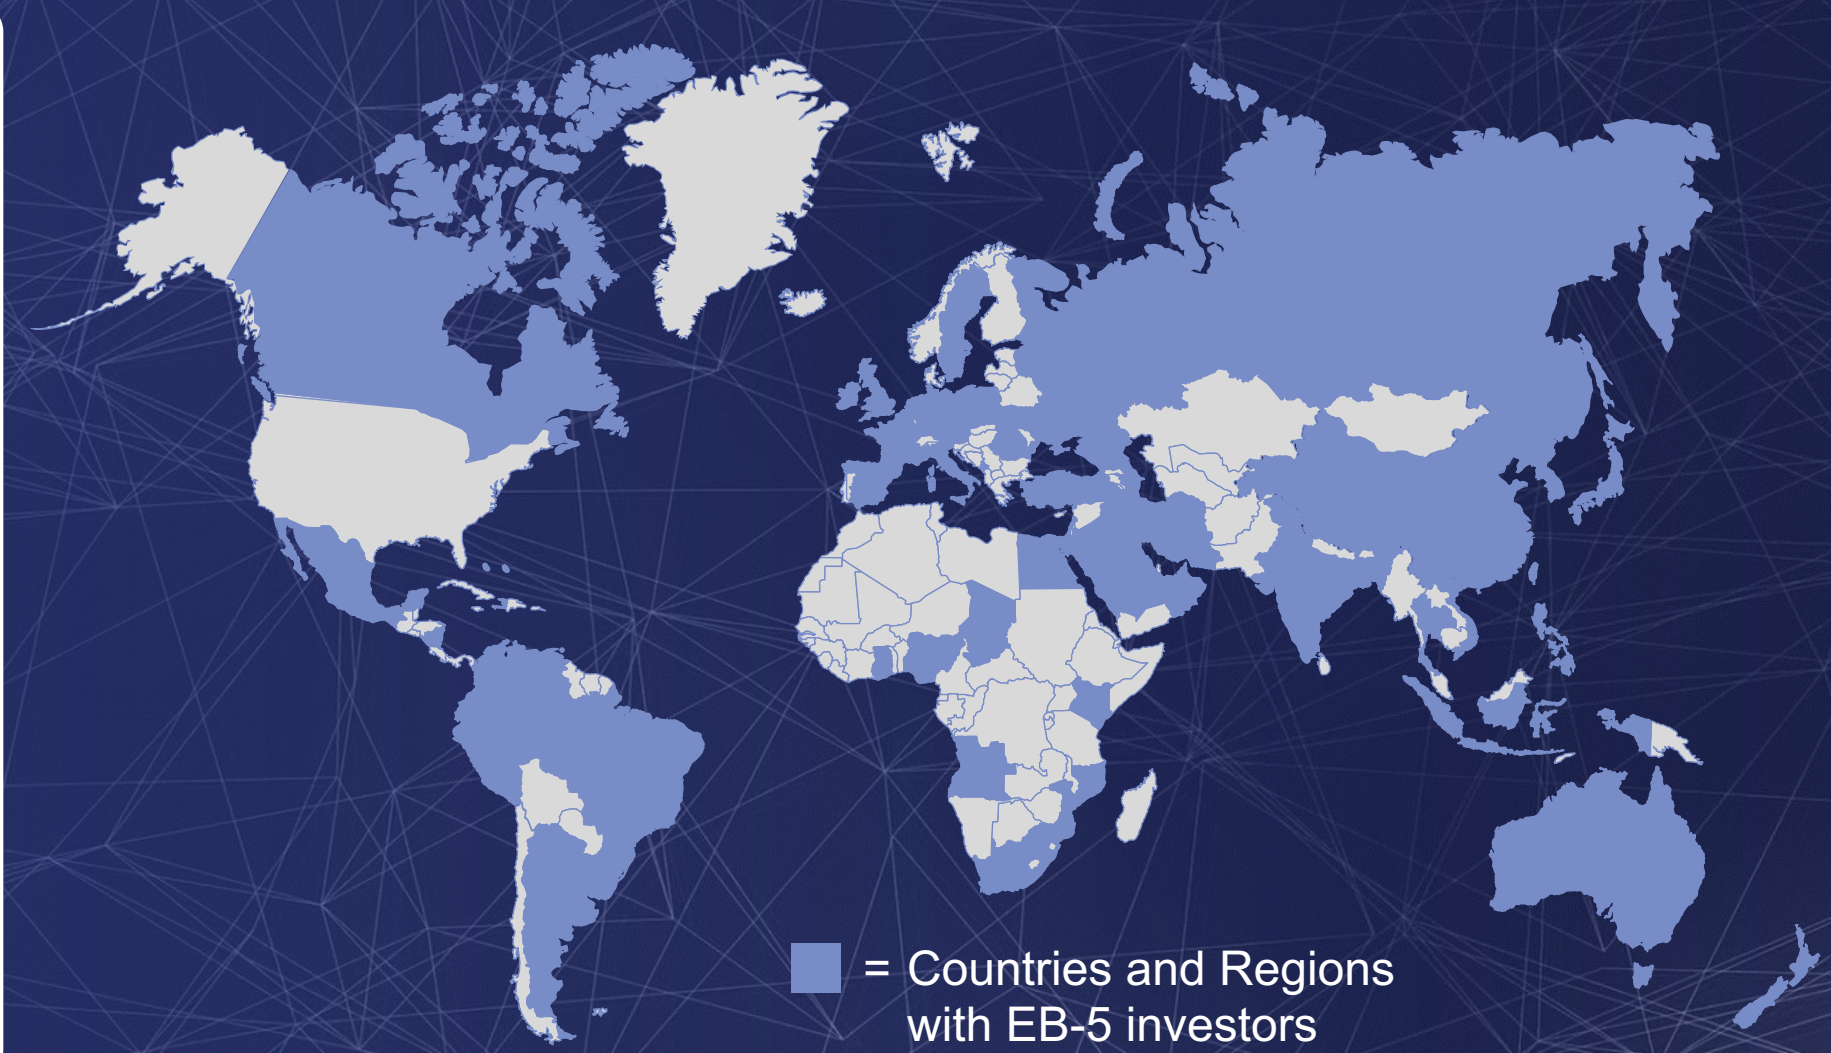 = Countries and Regions
with EB-5 investors